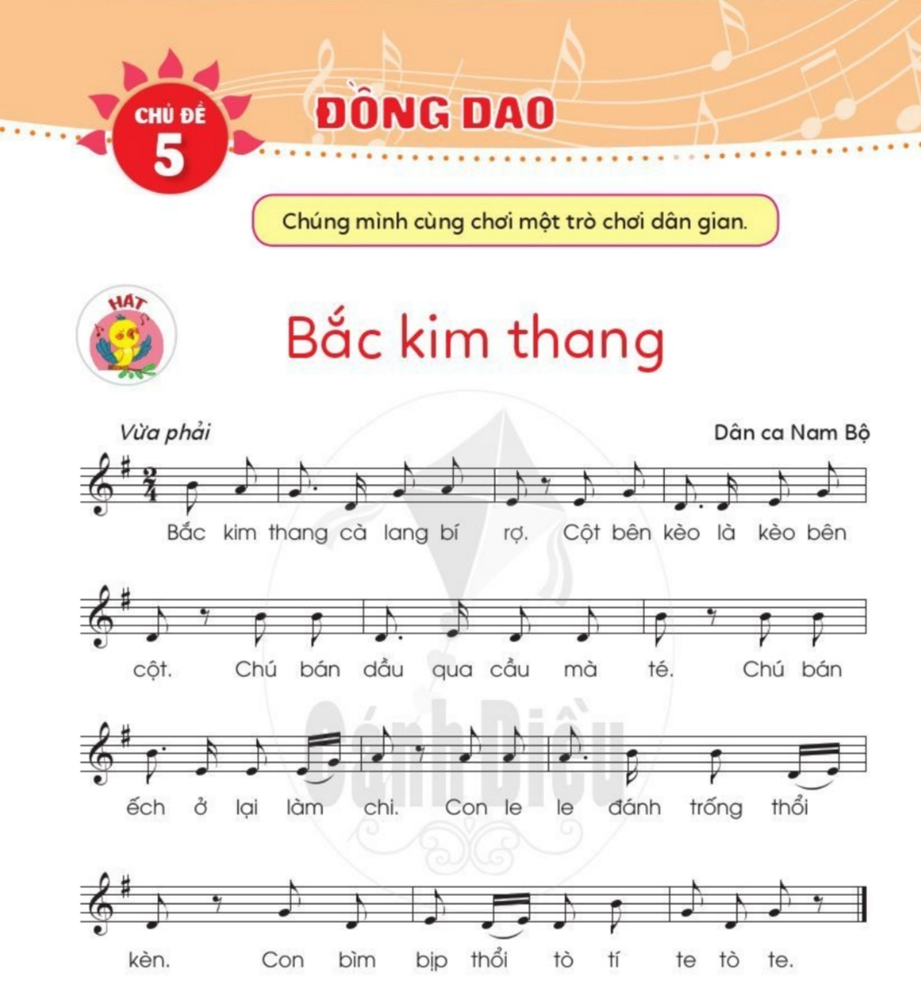 CHỦ ĐỀ
5
ĐỒNG DAO
Chúng mình cùng chơi một trò chơi dân gian.
HÁT
Bắc kim thang
Vừa phải
Dân ca Nam Bộ
2
4
Bắc kim thang cà lang bí rợ. Cột bên kèo là kèo bên
cột. Chú bán dầu qua cầu mà té. Chú bán
Cánh Diều
ếch ở lại làm chi. Con le le đánh trống thổi
kèn. Con bìm bịp thổi tò tí te tò te.